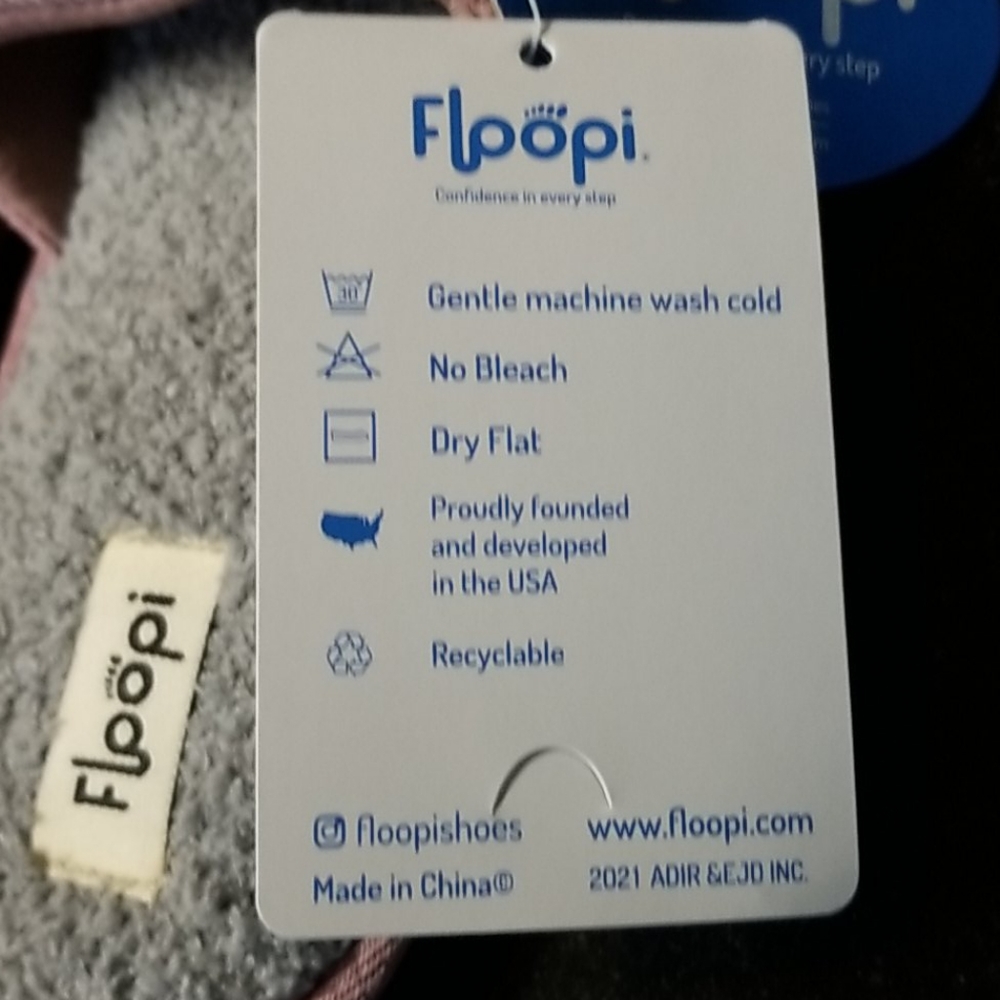 Floopi
Confidence in every step
30
Gentle machine wash cold
No Bleach
Dry Flat
Proudly founded
and developed
in the USA
Recyclable
floopishoes
www.floopi.com
Made in China©
2021 ADIR &EJD INC.
Floopi
step